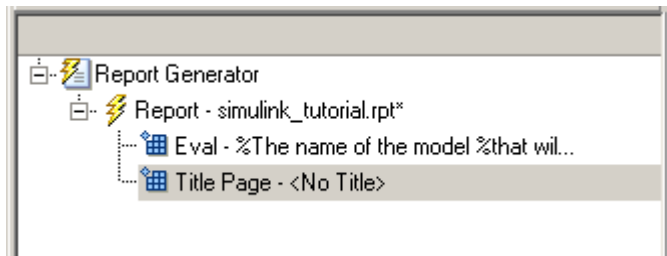 Report Generator
Report - simulink_tutorial.rpt*
Eval - %The name of the model %that wil...
Title Page - <No Title>